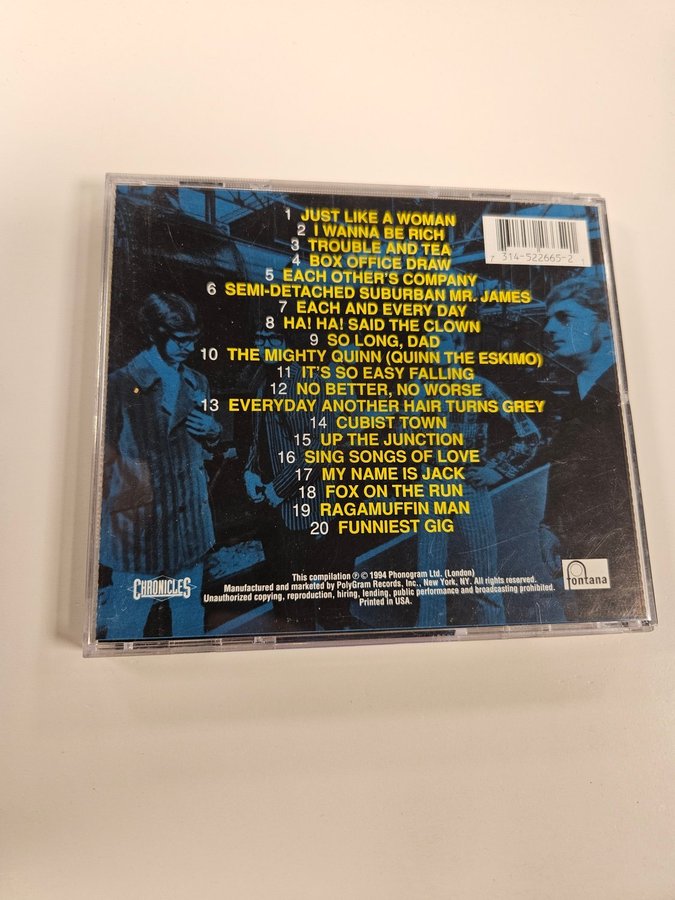 1 JUST LIKE A WOMAN
2 I WANNA BE RICH
3 TROUBLE AND TEA
4 BOX OFFICE DRAW
5 EACH OTHER'S COMPANY
6 SEMI-DETACHED SUBURBAN MR. JAMES
7 EACH AND EVERY DAY
8 HA! HA! SAID THE CLOWN
9 SO LONG, DAD
10 THE MIGHTY QUINN (QUINN THE ESKIMO)
11 IT'S SO EASY FALLING
12 NO BETTER, NO WORSE
13 EVERYDAY ANOTHER HAIR TURNS GREY
14 CUBIST TOWN
15 UP THE JUNCTION
16 SING SONGS OF LOVE
17 MY NAME IS JACK
18 FOX ON THE RUN
19 RAGAMUFFIN MAN
20 FUNNIEST GIG
7 314-522665-2 1
CHRONICLES
This compilation ℗ © 1994 Phonogram Ltd. (London)
Manufactured and marketed by PolyGram Records, Inc., New York, NY. All rights reserved.
Unauthorized copying, reproduction, hiring, lending, public performance and broadcasting prohibited.
Printed in USA.
fontana